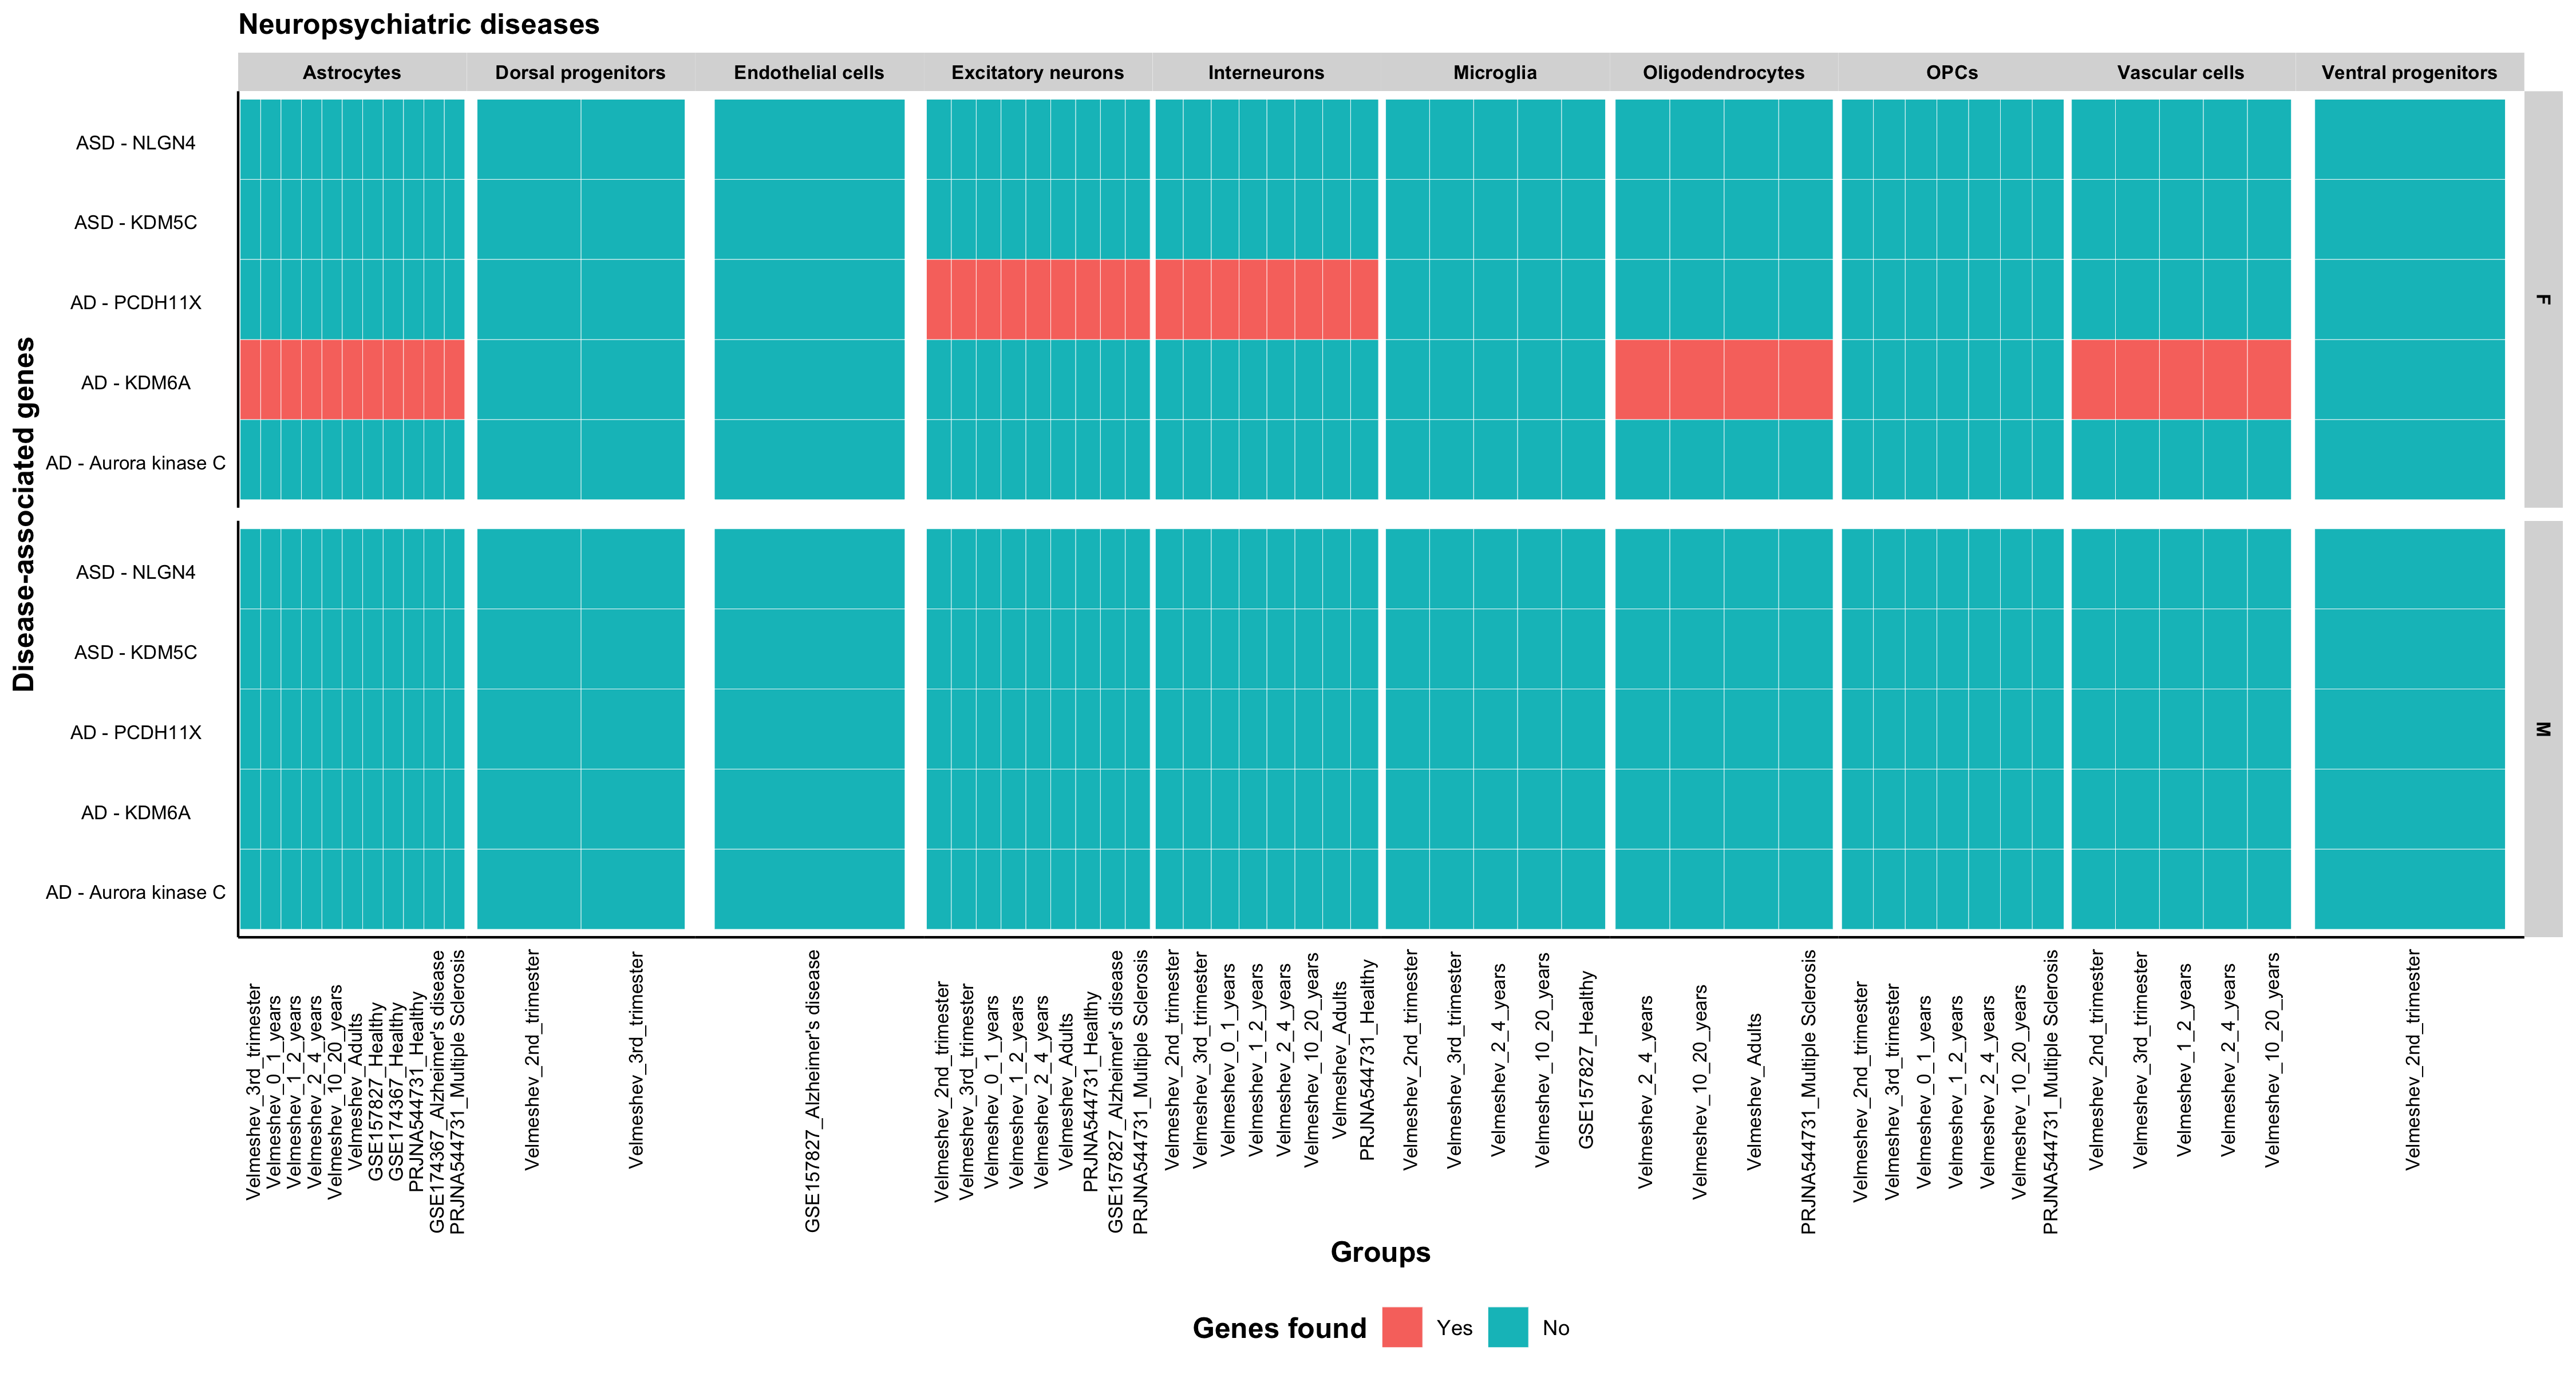 Neuropsychiatric diseases
Astrocytes
Dorsal progenitors
Endothelial cells
Excitatory neurons
Interneurons
Microglia
Oligodendrocytes
OPCs
Vascular cells
Ventral progenitors
Disease-associated genes
ASD - NLGN4
ASD - KDM5C
AD - PCDH11X
AD - KDM6A
AD - Aurora kinase C
F
ASD - NLGN4
ASD - KDM5C
AD - PCDH11X
AD - KDM6A
AD - Aurora kinase C
M
Velmeshev_3rd_trimester
Velmeshev_0_1_years
Velmeshev_1_2_years
Velmeshev_2_4_years
Velmeshev_10_20_years
Velmeshev_Adults
GSE157827_Healthy
GSE174367_Healthy
PRJNA544731_Healthy
GSE174367_Alzheimer's disease
PRJNA544731_Multiple Sclerosis
Velmeshev_2nd_trimester
Velmeshev_3rd_trimester
GSE157827_Alzheimer's disease
Velmeshev_2nd_trimester
Velmeshev_3rd_trimester
Velmeshev_0_1_years
Velmeshev_1_2_years
Velmeshev_2_4_years
Velmeshev_Adults
PRJNA544731_Healthy
GSE157827_Alzheimer's disease
PRJNA544731_Multiple Sclerosis
Velmeshev_2nd_trimester
Velmeshev_3rd_trimester
Velmeshev_0_1_years
Velmeshev_1_2_years
Velmeshev_2_4_years
Velmeshev_10_20_years
Velmeshev_Adults
PRJNA544731_Healthy
Velmeshev_2nd_trimester
Velmeshev_3rd_trimester
Velmeshev_2_4_years
Velmeshev_10_20_years
GSE157827_Healthy
Velmeshev_2_4_years
Velmeshev_10_20_years
Velmeshev_Adults
PRJNA544731_Multiple Sclerosis
Velmeshev_2nd_trimester
Velmeshev_3rd_trimester
Velmeshev_0_1_years
Velmeshev_1_2_years
Velmeshev_2_4_years
Velmeshev_10_20_years
PRJNA544731_Multiple Sclerosis
Velmeshev_2nd_trimester
Velmeshev_3rd_trimester
Velmeshev_1_2_years
Velmeshev_2_4_years
Velmeshev_10_20_years
Velmeshev_2nd_trimester
Groups
Genes found
Yes
No